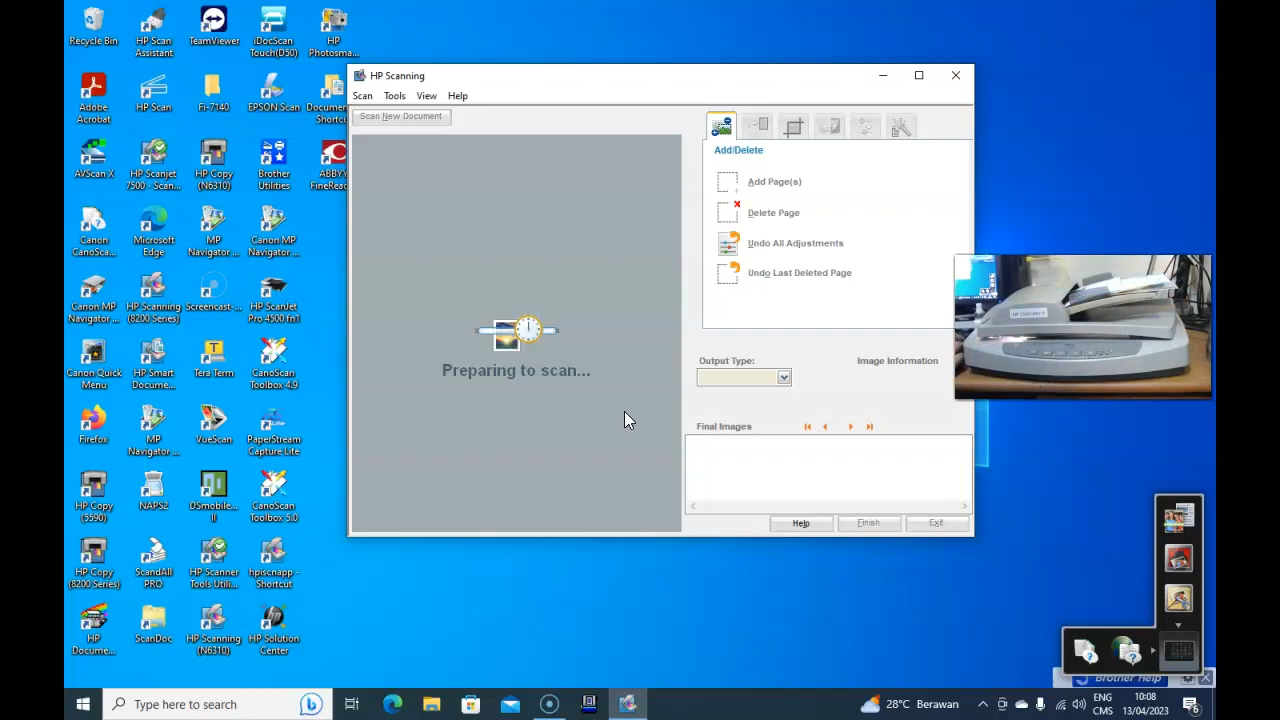 Recycle Bin
HP Scan
Assistant
TeamViewer
iDocScan
Touch(D50)
HP
Photosma...
Adobe
Acrobat
HP Scan
Fi-7140
EPSON Scan
Documen...
Shortcut
AVScan X
HP Scanjet
7500 - Scan...
HP Copy
(N6310)
Brother
Utilities
ABBYY
FineRead
Canon
CanoSca...
Microsoft
Edge
MP
Navigator ...
Canon MP
Navigator ...
Canon MP
Navigator ...
HP Scanning
(8200 Series)
Screencast-...
HP ScanJet
Pro 4500 fn1
Canon Quick
Menu
HP Smart
Docume...
Tera Term
CanoScan
Toolbox 4.9
Firefox
MP
Navigator ...
VueScan
PaperStream
Capture Lite
HP Copy
(5590)
NAPS2
DSmobile...
II
CanoScan
Toolbox 5.0
HP Copy
(8200 Series)
ScandAll
PRO
HP Scanner
Tools Utili...
hpiscnapp -
Shortcut
HP
Docume...
ScanDoc
HP Scanning
(N6310)
HP Solution
Center
HP Scanning
Scan Tools View Help
Scan New Document
Preparing to scan...
Add/Delete
Add Page(s)
Delete Page
Undo All Adjustments
Undo Last Deleted Page
Output Type:
Image Information
Final Images
Help
Finish
Exit
Brother Help
Type here to search
28°C Berawan
ENG
CMS
10:08
13/04/2023
6